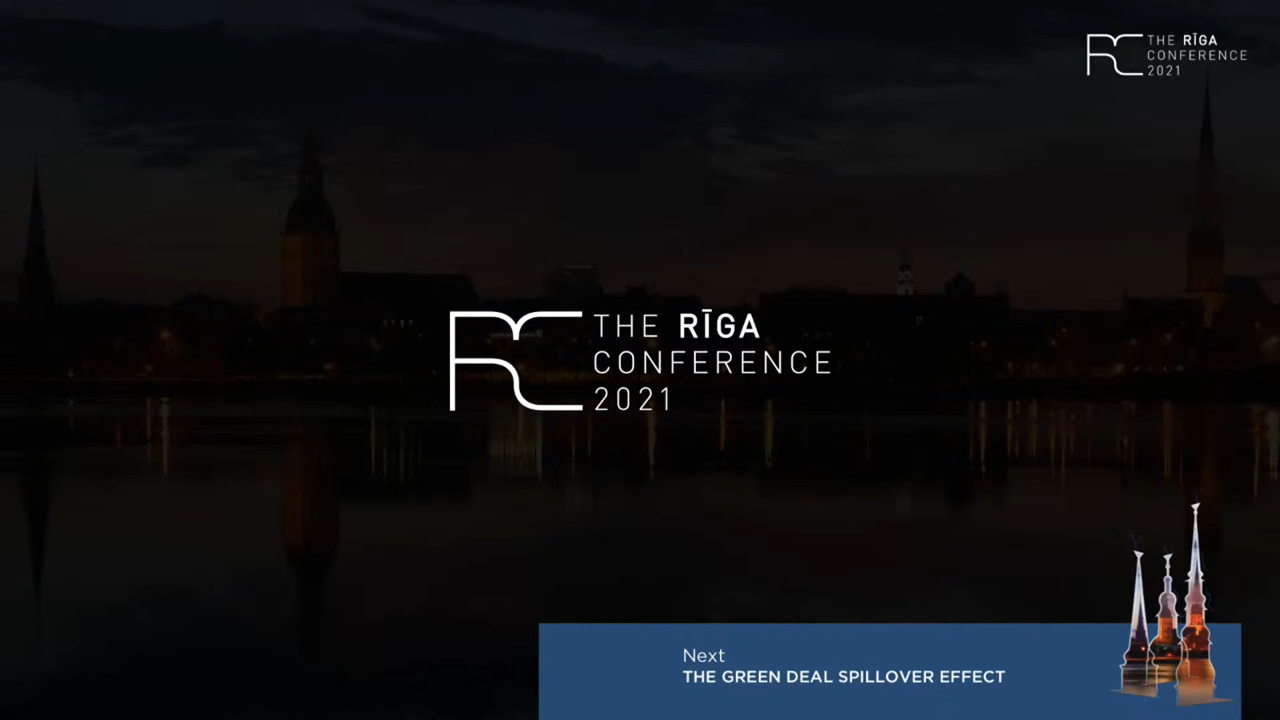 THE RĪGA
CONFERENCE
2021
THE RĪGA
CONFERENCE
2021
Next
THE GREEN DEAL SPILLOVER EFFECT